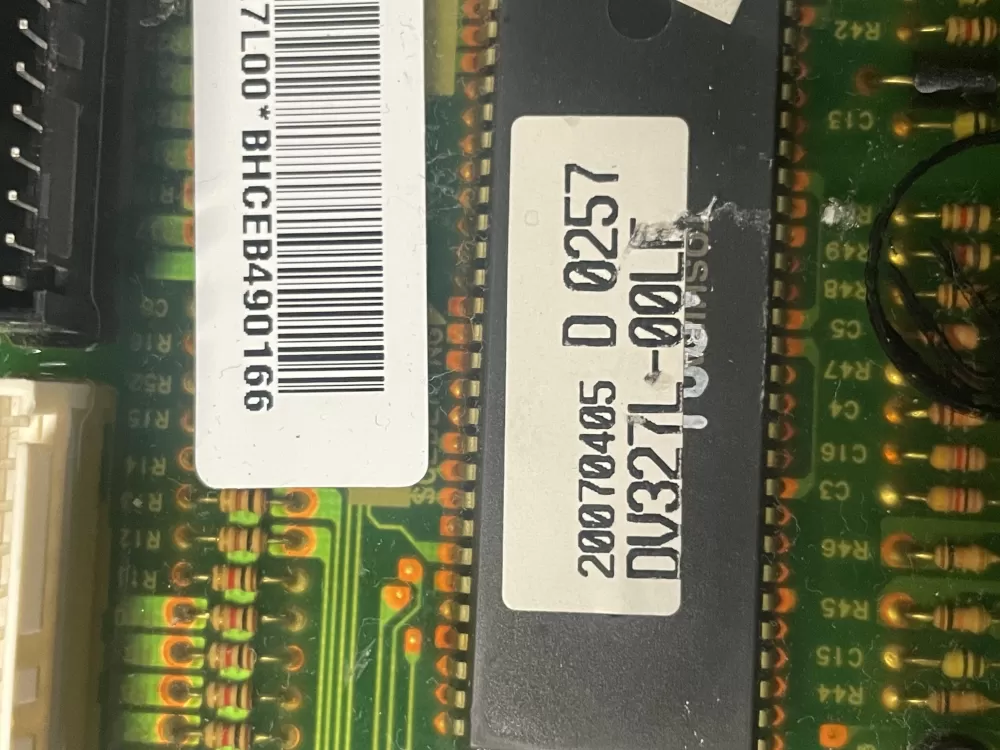 7L00*BHCEB490166
20070405 D 0257
DV327L-00L
TOSHIBA
R42
C13
R49
R48
C5
R47
C4
C16
C3
R46
R45
C15
R44
R16
R52
R15
R14
R12